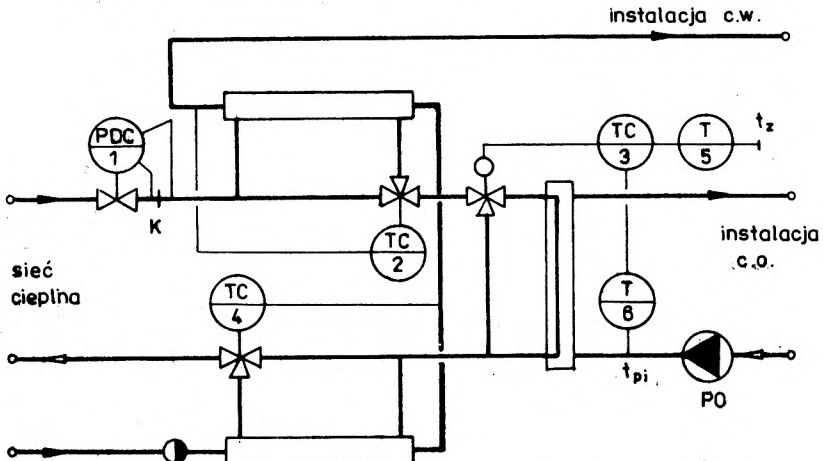 instalacja c.w.
PDC
1
K
TC
2
TC
3
T
5
t_z
instalacja
c.o.
sieć
cieplna
TC
4
T
6
t_pi
PO